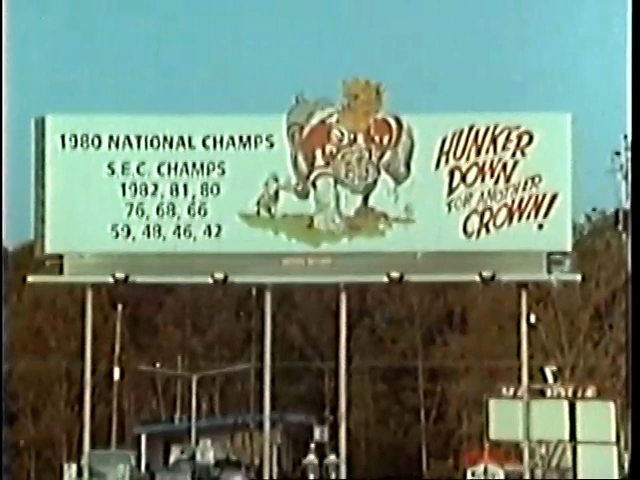 1980 NATIONAL CHAMPS
S.E.C. CHAMPS
1982, 81, 80
76, 68, 66
59, 48, 46, 42
HUNKER
DOWN
FOR ANOTHER
CROWN!